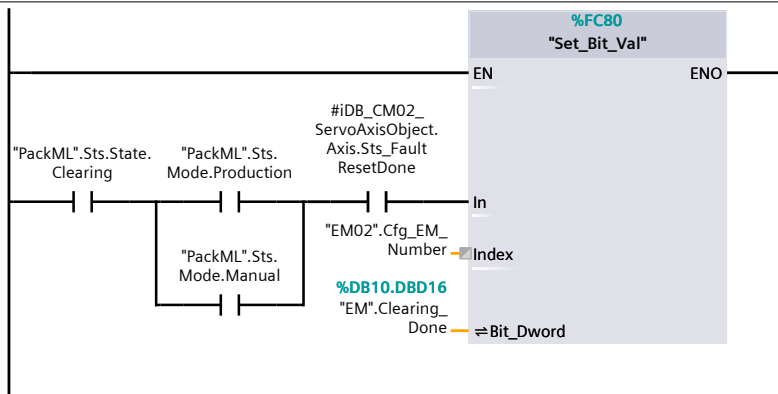 %FC80
"Set_Bit_Val"
EN
ENO
#iDB_CM02_
ServoAxisObject.
Axis.Sts_Fault
ResetDone
"PackML".Sts.State.
Clearing
"PackML".Sts.
Mode.Production
In
"EM02".Cfg_EM_
Number
Index
"PackML".Sts.
Mode.Manual
%DB10.DBD16
"EM".Clearing_
Done
⇌Bit_Dword